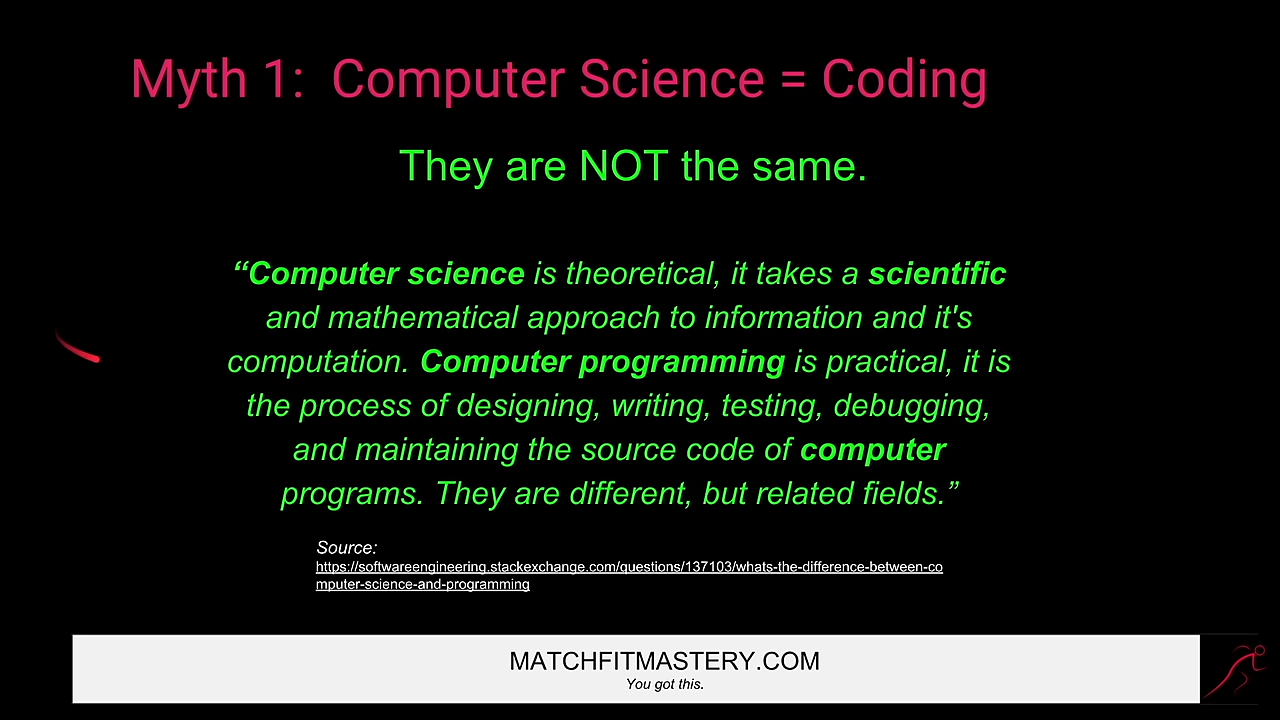 Myth 1:  Computer Science = Coding
They are NOT the same.
“Computer science is theoretical, it takes a scientific
and mathematical approach to information and it's
computation. Computer programming is practical, it is
the process of designing, writing, testing, debugging,
and maintaining the source code of computer
programs. They are different, but related fields.”
Source:
https://softwareengineering.stackexchange.com/questions/137103/whats-the-difference-between-co
mputer-science-and-programming
MATCHFITMASTERY.COM
You got this.